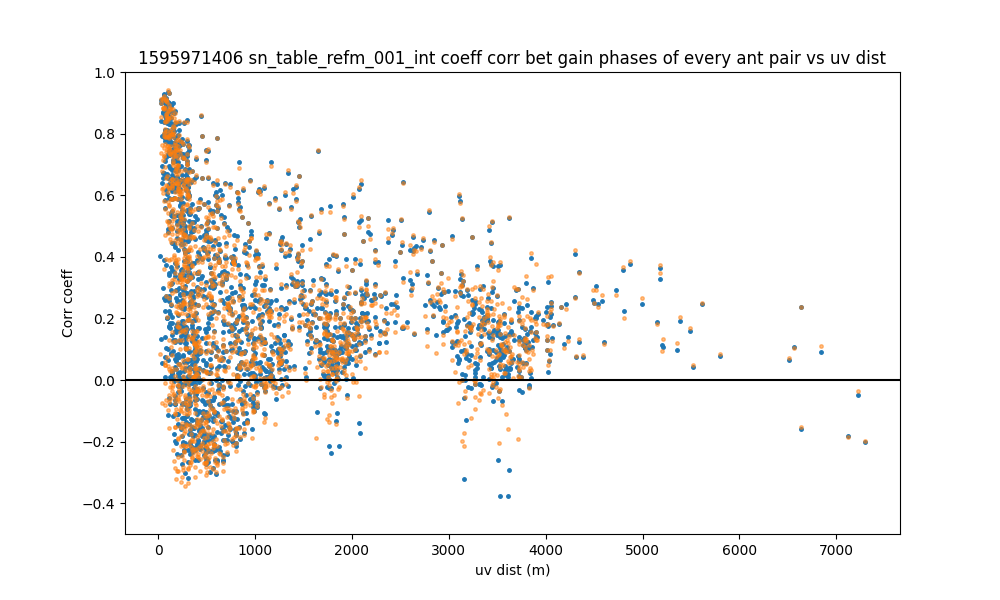 1595971406 sn_table_refm_001_int coeff corr bet gain phases of every ant pair vs uv dist
1.0
0.8
0.6
0.4
0.2
0.0
−0.2
−0.4
Corr coeff
0 1000 2000 3000 4000 5000 6000 7000
uv dist (m)